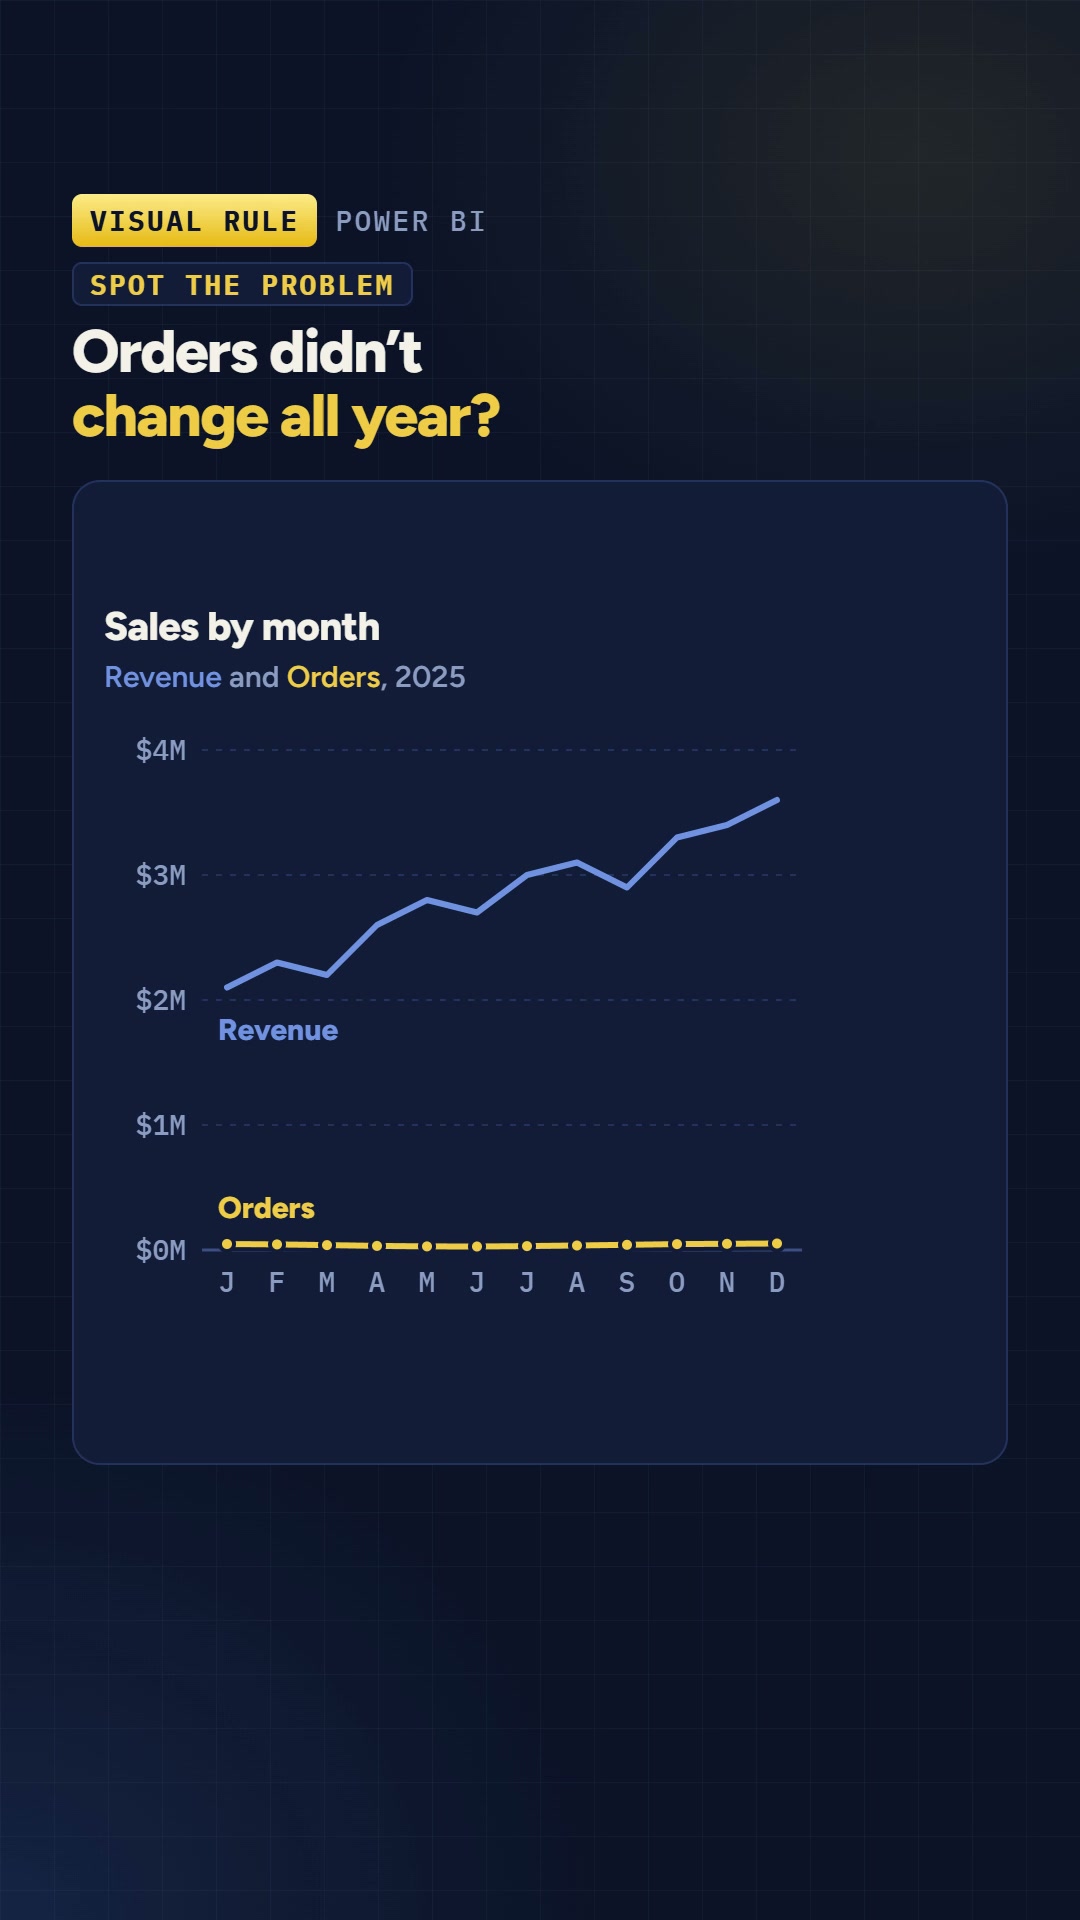 VISUAL RULE POWER BI
SPOT THE PROBLEM
Orders didn’t
change all year?
Sales by month
Revenue and Orders, 2025
$4M
$3M
$2M
Revenue
$1M
Orders
$0M
J F M A M J J A S O N D